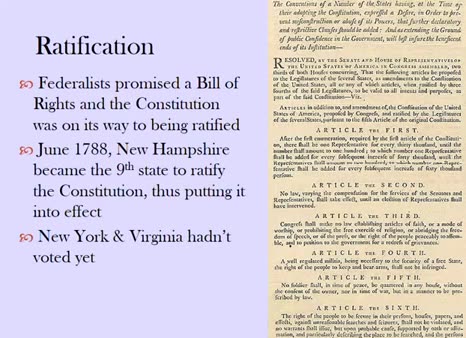 Ratification
Federalists promised a Bill of
Rights and the Constitution
was on its way to being ratified
June 1788, New Hampshire
became the 9th state to ratify
the Constitution, thus putting it
into effect
New York & Virginia hadn't
voted yet
The Conventions of a Number of the States having, at the Time of
their adopting the Constitution, expressed a Desire, in Order to pre-
vent misconstruction or abuse of its Powers, that further declaratory
and restrictive Clauses should be added: And as extending the Ground
of public Confidence in the Government, will best insure the beneficent
ends of its Institution—
RESOLVED, BY THE SENATE AND HOUSE OF REPRESENTATIVES OF
THE UNITED STATES OF AMERICA IN CONGRESS ASSEMBLED, two
thirds of both Houses concurring, That the following articles be proposed
to the Legislatures of the several States, as amendments to the Constitution
of the United States, all or any of which articles, when ratified by three
fourths of the said Legislatures, to be valid to all intents and purposes, as
part of the said Constitution—Viz.
ARTICLES in addition to, and amendment of, the Constitution of the United
States of America, proposed by Congress, and ratified by the Legislatures
of the several States, pursuant to the fifth Article of the original Constitution.
ARTICLE THE FIRST.
After the first enumeration, required by the first Article of the Constitu-
tion, there shall be one Representative for every thirty thousand, until the
number shall amount to one hundred; to which number one Representative
shall be added for every subsequent increase of forty thousand, until the
Representatives shall amount to two hundred, to which number one Repre-
sentative shall be added for every subsequent increase of sixty thousand
persons.
ARTICLE THE SECOND.
No law, varying the compensation for the services of the Senators and
Representatives, shall take effect, until an election of Representatives shall
have intervened.
ARTICLE THE THIRD.
Congress shall make no law establishing articles of faith, or a mode of
worship, or prohibiting the free exercise of religion, or abridging the free-
dom of speech, or of the press, or the right of the people peaceably to assem-
ble, and to petition to the government for a redress of grievances.
ARTICLE THE FOURTH.
A well regulated militia, being necessary to the security of a free State,
the right of the people to keep and bear arms, shall not be infringed.
ARTICLE THE FIFTH.
No soldier shall, in time of peace, be quartered in any house, without
the consent of the owner, nor in time of war, but in a manner to be pre-
scribed by law.
ARTICLE THE SIXTH.
The right of the people to be secure in their persons, houses, papers, and
effects, against unreasonable searches and seizures, shall not be violated, and
no warrants shall issue, but upon probable cause, supported by oath or affir-
mation, and particularly describing the place to be searched, and the persons